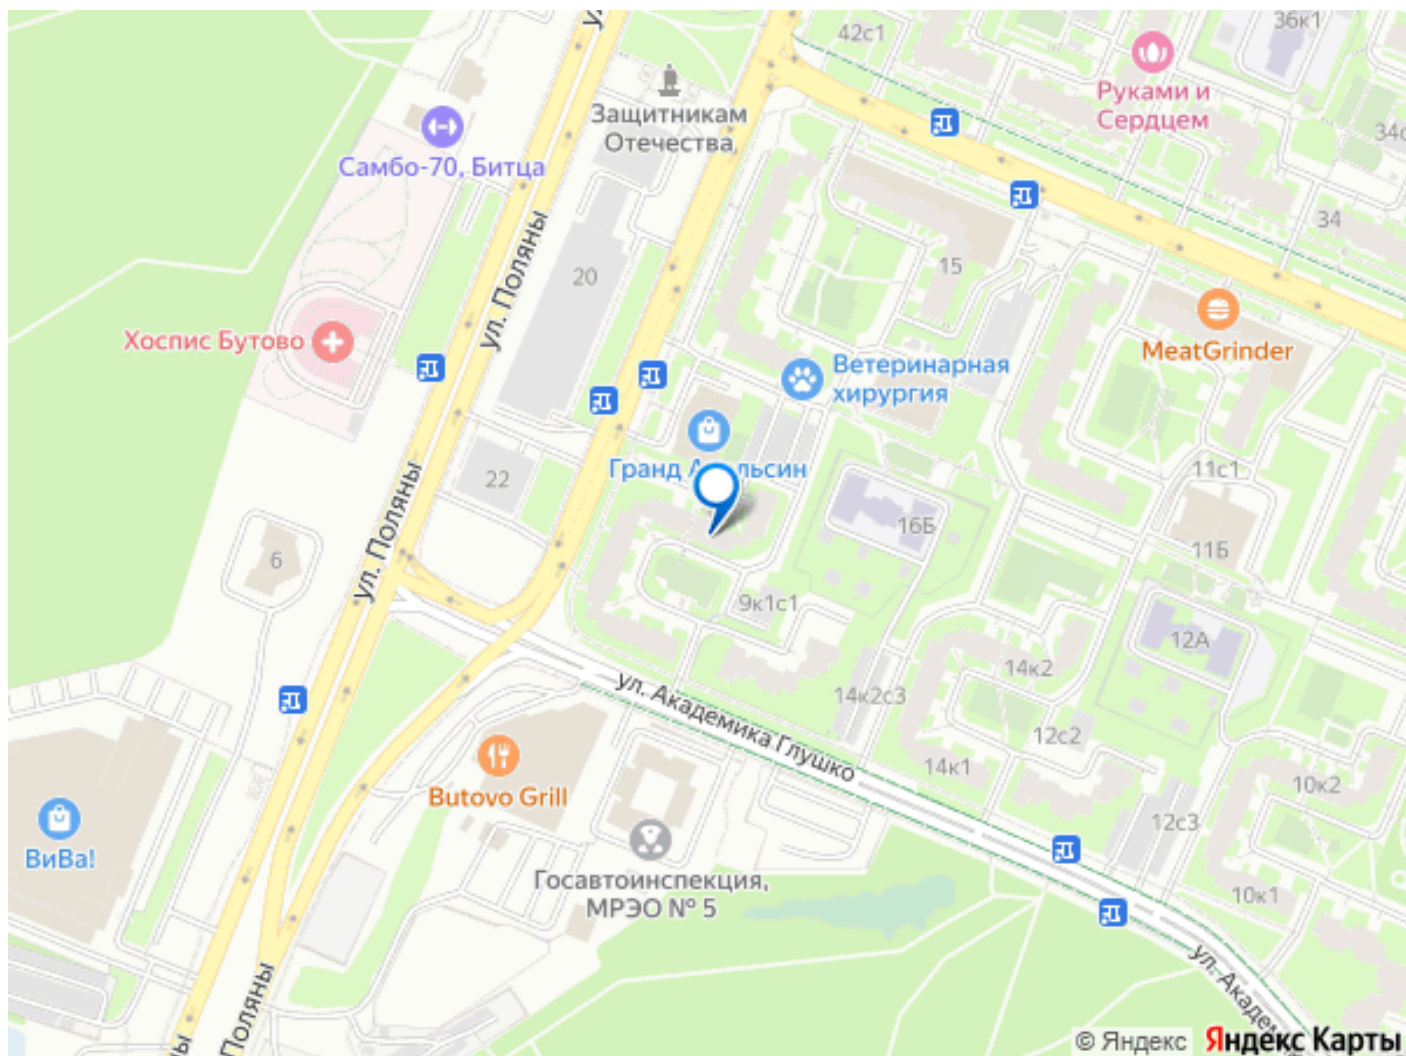 36к1
42с1
Руками и
Сердцем
Защитникам
Отечества
34с
Самбо-70, Битца
34
ул. Поляны
15
20
Хоспис Бутово
MeatGrinder
Ветеринарная
хирургия
Гранд А льсин
22
11с1
16Б
11Б
ул. Поляны
6
9к1с1
12А
14к2
14к2с3
ул. Академика Глушко
12с2
14к1
10к2
Butovo Grill
12с3
ВиВа!
Госавтоинспекция,
МРЭО № 5
10к1
ул. Академ
Поляны
© Яндекс Яндекс Карты